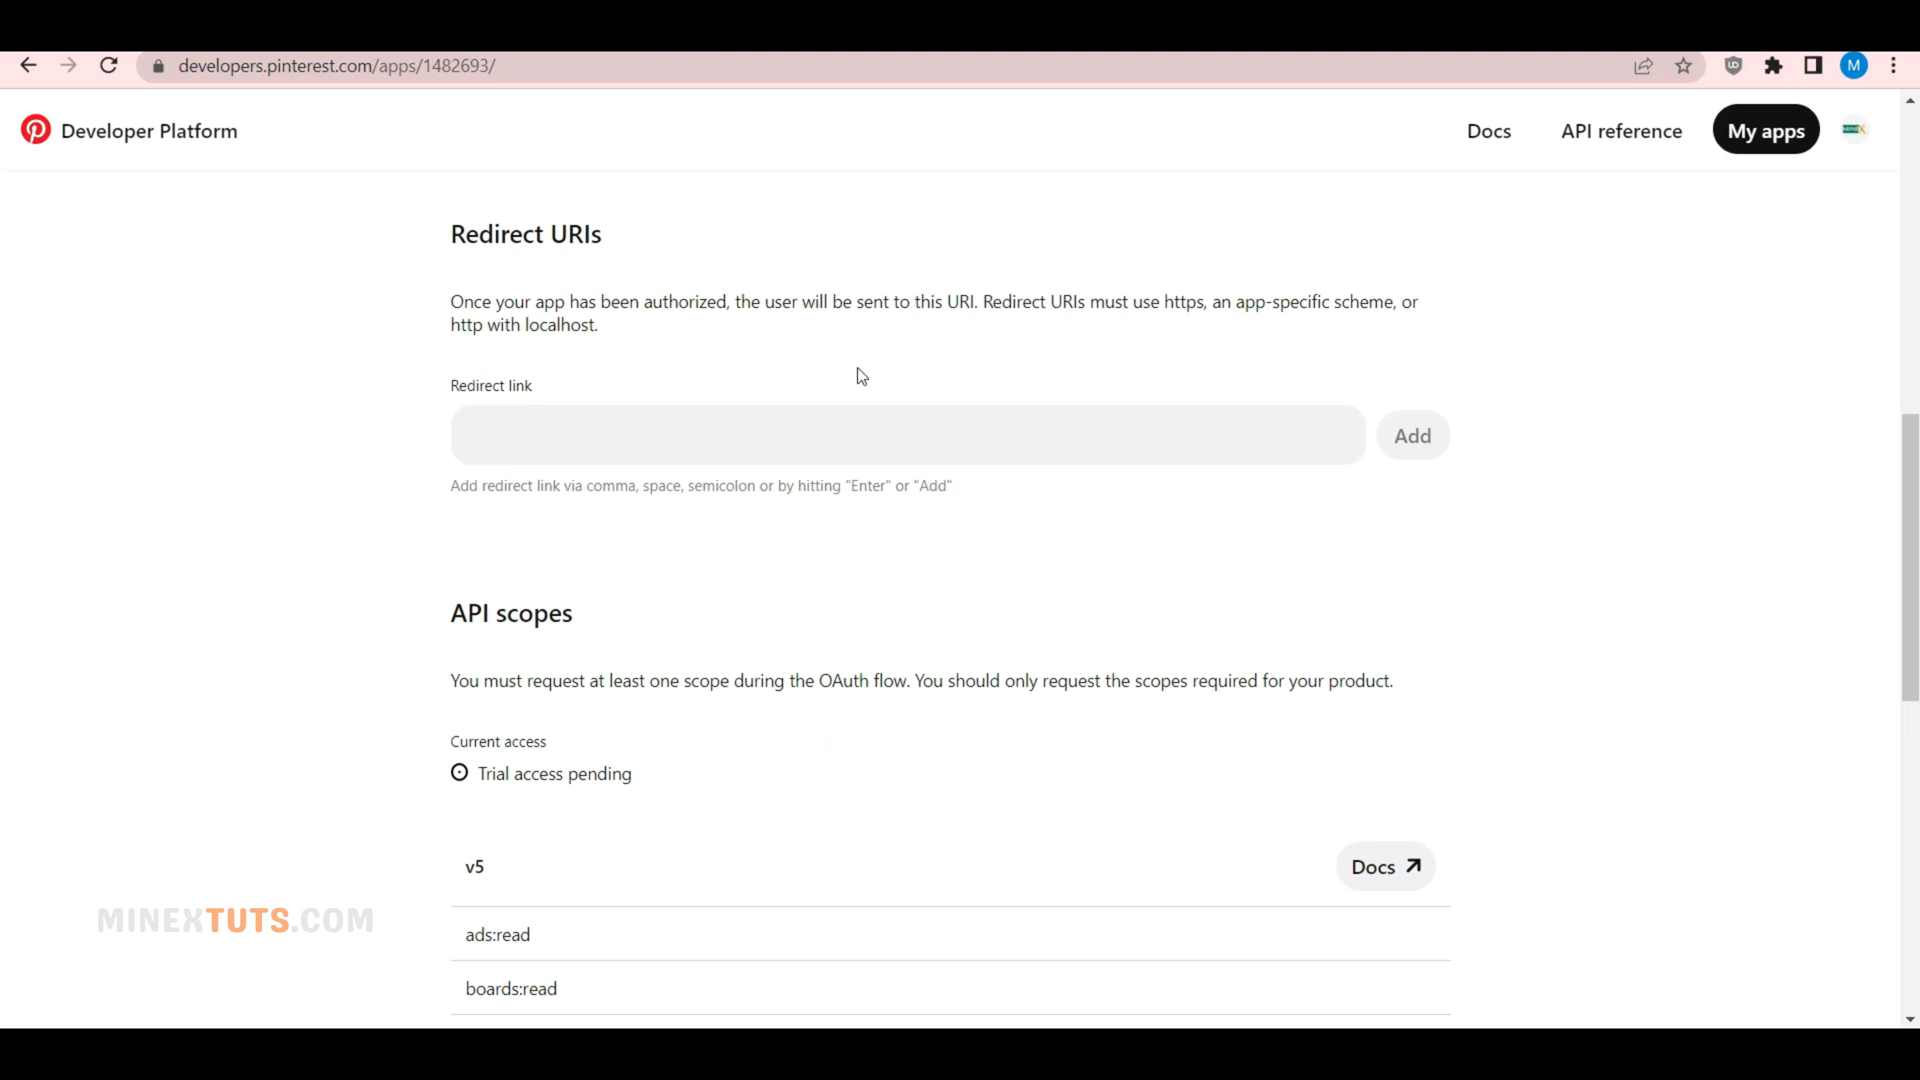 developers.pinterest.com/apps/1482693/
M
Developer Platform
Docs
API reference
My apps
Redirect URIs
Once your app has been authorized, the user will be sent to this URI. Redirect URIs must use https, an app-specific scheme, or
http with localhost.
Redirect link
Add
Add redirect link via comma, space, semicolon or by hitting "Enter" or "Add"
API scopes
You must request at least one scope during the OAuth flow. You should only request the scopes required for your product.
Current access
Trial access pending
v5
Docs
MINEXTUTS.COM
ads:read
boards:read